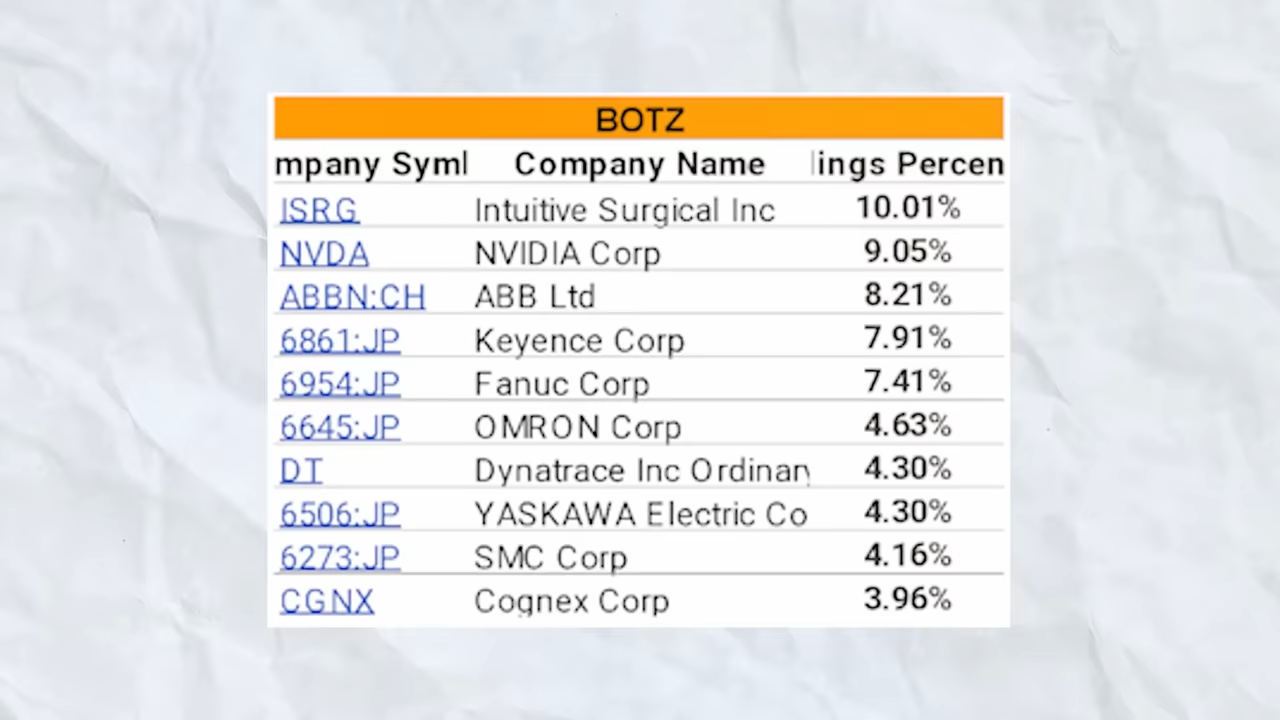 BOTZ
mpany Syml Company Name ings Percen
ISRG Intuitive Surgical Inc 10.01%
NVDA NVIDIA Corp 9.05%
ABBN:CH ABB Ltd 8.21%
6861:JP Keyence Corp 7.91%
6954:JP Fanuc Corp 7.41%
6645:JP OMRON Corp 4.63%
DT Dynatrace Inc Ordinary 4.30%
6506:JP YASKAWA Electric Co 4.30%
6273:JP SMC Corp 4.16%
CGNX Cognex Corp 3.96%